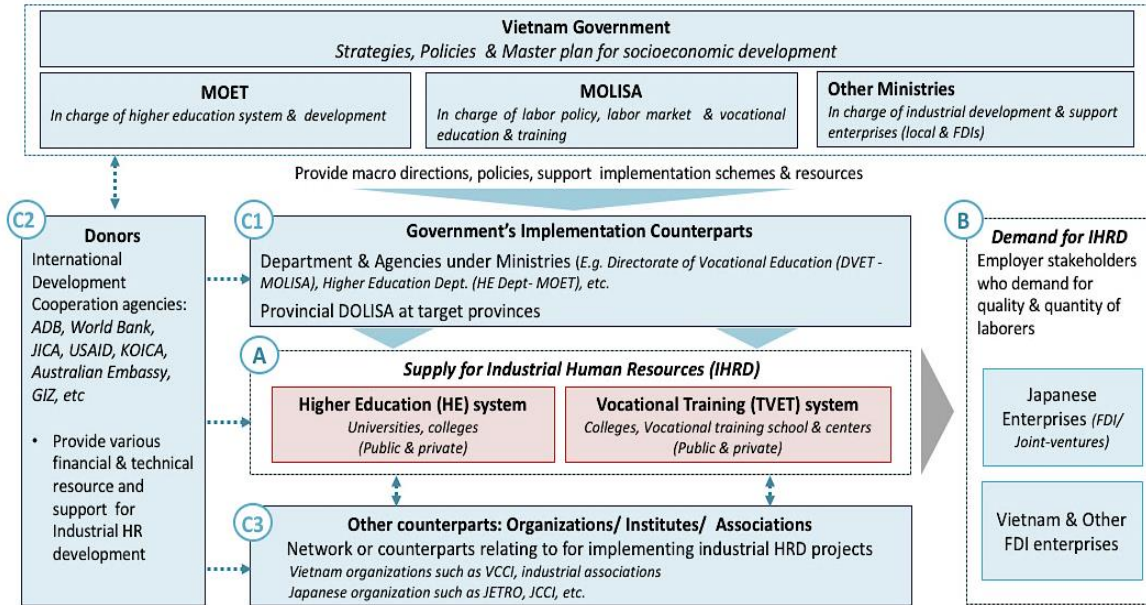 Vietnam Government
Strategies, Policies & Master plan for socioeconomic development
MOET
In charge of higher education system & development
MOLISA
In charge of labor policy, labor market & vocational
education & training
Other Ministries
In charge of industrial development & support
enterprises (local & FDIs)
Provide macro directions, policies, support implementation schemes & resources
C2
Donors
International
Development
Cooperation agencies:
ADB, World Bank,
JICA, USAID, KOICA,
Australian Embassy,
GIZ, etc
• Provide various
financial & technical
resource and
support for
Industrial HR
development
C1
Government's Implementation Counterparts
Department & Agencies under Ministries (E.g. Directorate of Vocational Education (DVET -
MOLISA), Higher Education Dept. (HE Dept- MOET), etc.
Provincial DOLISA at target provinces
A
Supply for Industrial Human Resources (IHRD)
Higher Education (HE) system
Universities, colleges
(Public & private)
Vocational Training (TVET) system
Colleges, Vocational training school & centers
(Public & private)
C3
Other counterparts: Organizations/ Institutes/ Associations
Network or counterparts relating to for implementing industrial HRD projects
Vietnam organizations such as VCCI, industrial associations
Japanese organization such as JETRO, JCCI, etc.
B
Demand for IHRD
Employer stakeholders
who demand for
quality & quantity of
laborers
Japanese
Enterprises (FDI/
Joint-ventures)
Vietnam & Other
FDI enterprises